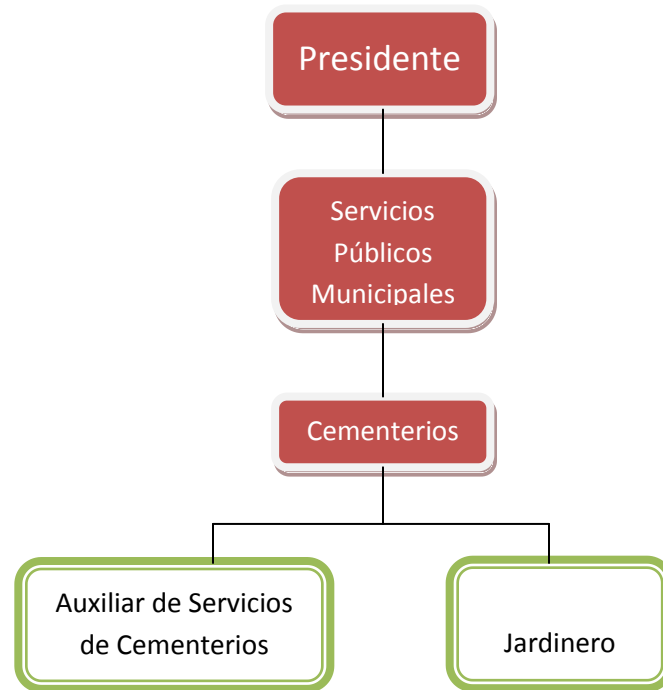 Presidente
Servicios
Públicos
Municipales
Cementerios
Auxiliar de Servicios
de Cementerios
Jardinero